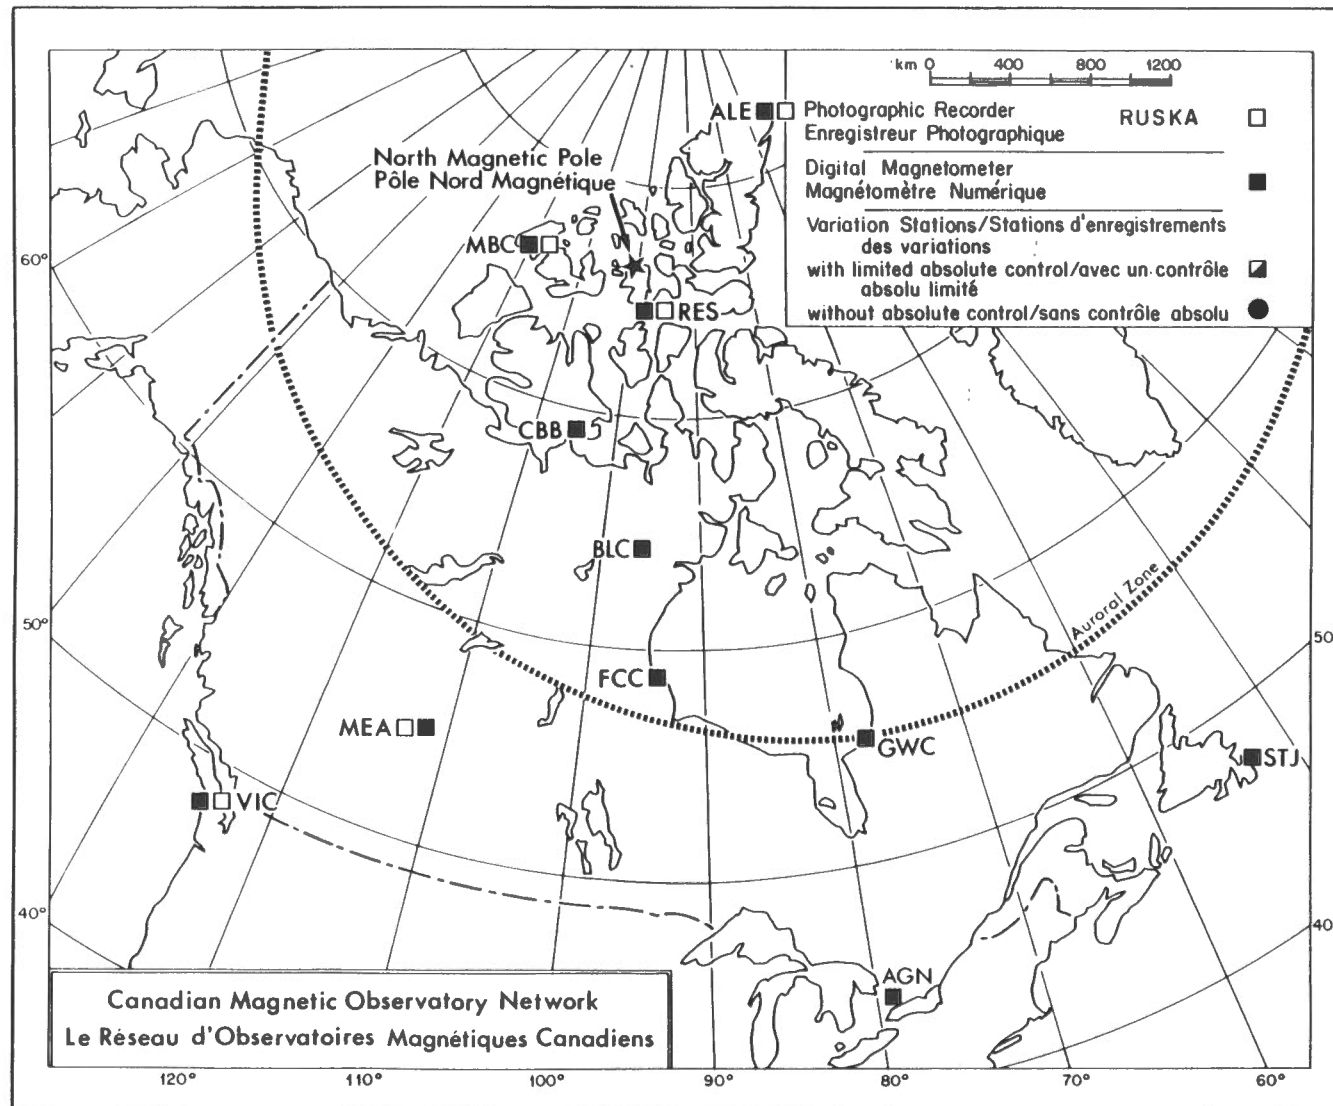 km 0 400 800 1200
ALE
Photographic Recorder RUSKA
Enregistreur Photographique
Digital Magnetometer
Magnétomètre Numérique
Variation Stations/Stations d'enregistrements
des variations
with limited absolute control/avec un contrôle
absolu limité
without absolute control/sans contrôle absolu
North Magnetic Pole
Pôle Nord Magnétique
MBC
60°
RES
CBB
BLC
Auroral Zone
50°
50
FCC
MEA
GWC
STJ
VIC
40°
40
AGN
Canadian Magnetic Observatory Network
Le Réseau d'Observatoires Magnétiques Canadiens
120° 110° 100° 90° 80° 70° 60°